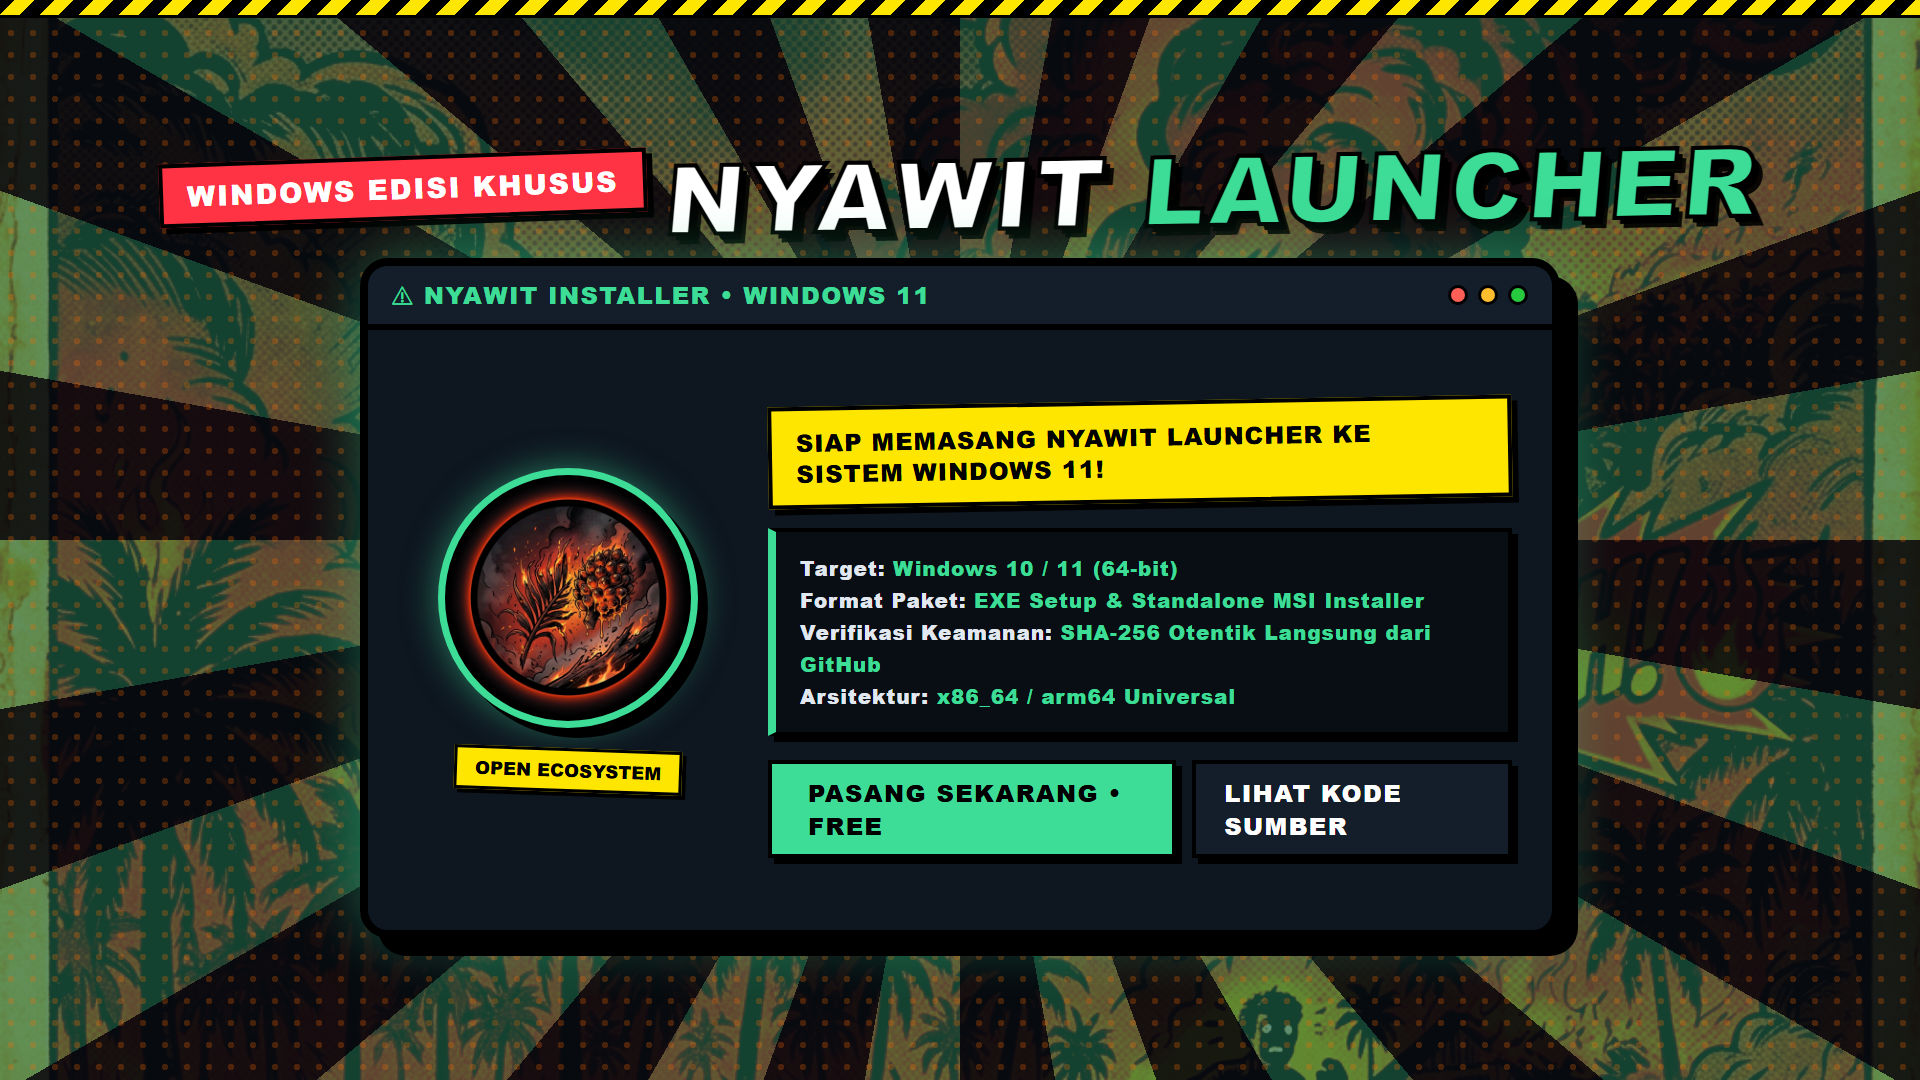 WINDOWS EDISI KHUSUS
NYAWIT LAUNCHER
⚠ NYAWIT INSTALLER • WINDOWS 11
SIAP MEMASANG NYAWIT LAUNCHER KE
SISTEM WINDOWS 11!
Target: Windows 10 / 11 (64-bit)
Format Paket: EXE Setup & Standalone MSI Installer
Verifikasi Keamanan: SHA-256 Otentik Langsung dari
GitHub
Arsitektur: x86_64 / arm64 Universal
OPEN ECOSYSTEM
PASANG SEKARANG •
FREE
LIHAT KODE
SUMBER